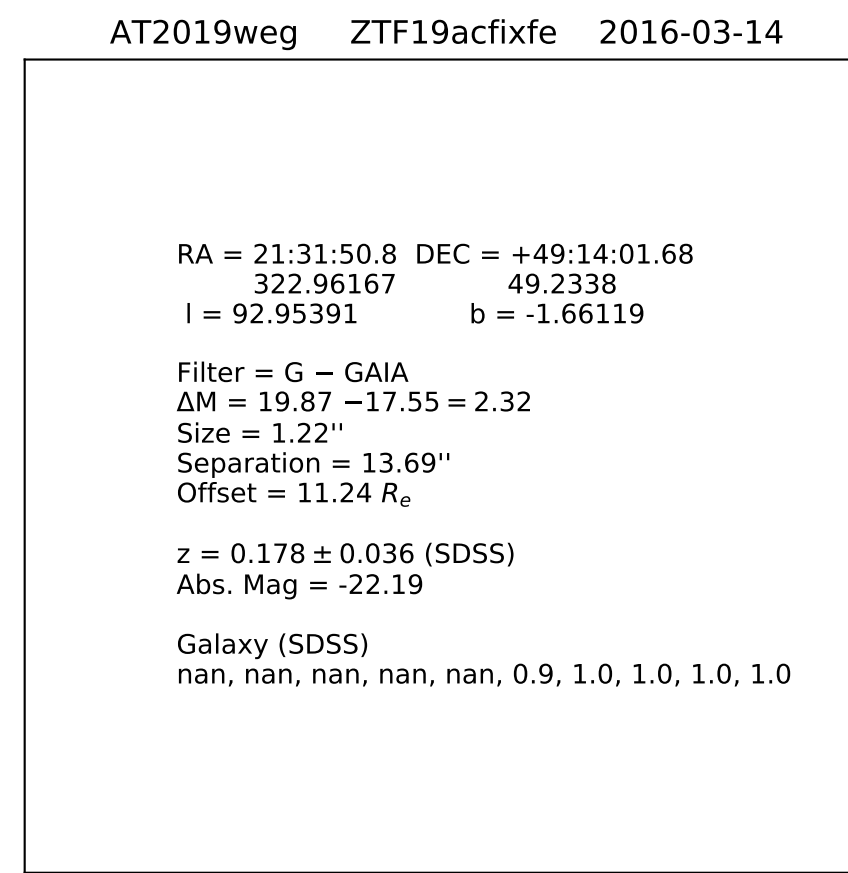 AT2019weg ZTF19acfixfe 2016-03-14
RA = 21:31:50.8 DEC = +49:14:01.68
322.96167 49.2338
l = 92.95391 b = -1.66119
Filter = G − GAIA
ΔM = 19.87 −17.55 = 2.32
Size = 1.22''
Separation = 13.69''
Offset = 11.24 Re
z = 0.178 ± 0.036 (SDSS)
Abs. Mag = -22.19
Galaxy (SDSS)
nan, nan, nan, nan, nan, 0.9, 1.0, 1.0, 1.0, 1.0